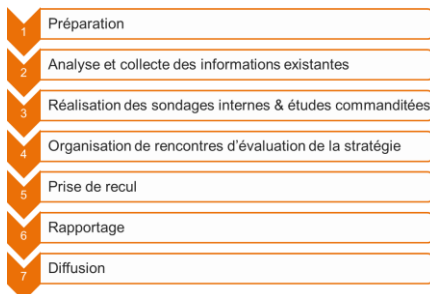 1 Préparation
2 Analyse et collecte des informations existantes
3 Réalisation des sondages internes & études commanditées
4 Organisation de rencontres d'évaluation de la stratégie
5 Prise de recul
6 Rapportage
7 Diffusion